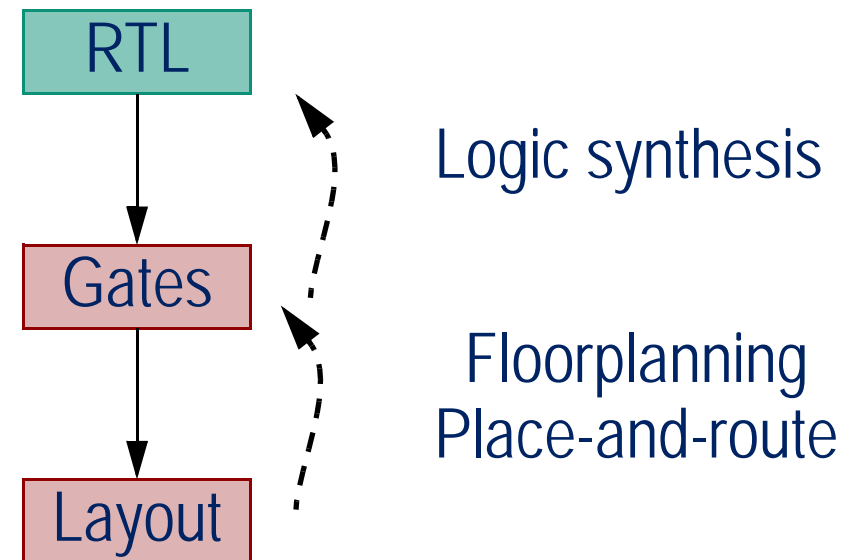 RTL
Logic synthesis
Gates
Floorplanning
Place-and-route
Layout